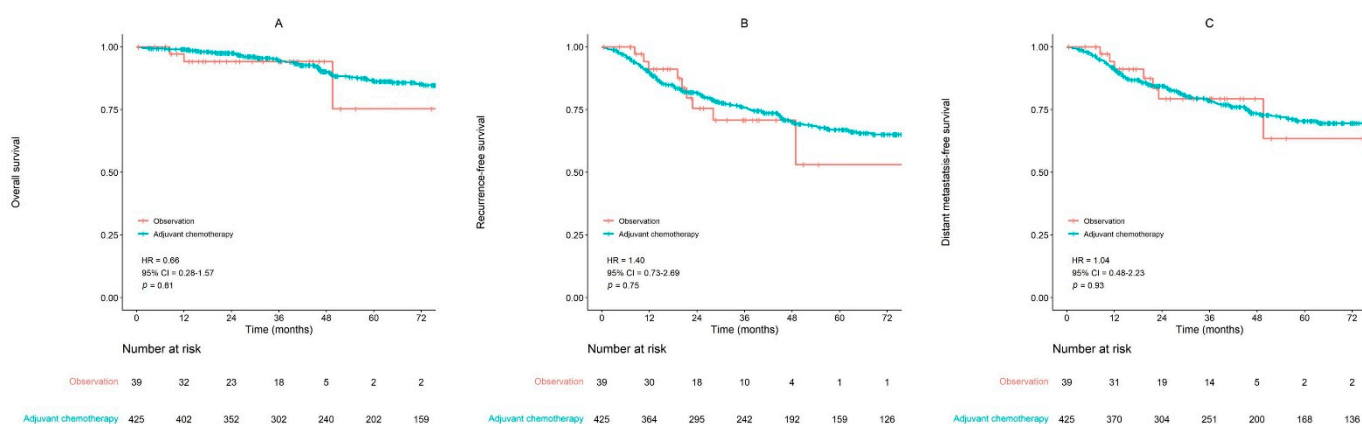 A
Overall survival
1.00
0.75
0.50
0.25
0.00
Observation
Adjuvant chemotherapy
HR = 0.66
95% CI = 0.28-1.57
p = 0.61
0 12 24 36 48 60 72
Time (months)
Number at risk
Observation 39 32 23 18 5 2 2
Adjuvant chemotherapy 425 402 352 302 240 202 159
B
Recurrence-free survival
1.00
0.75
0.50
0.25
0.00
Observation
Adjuvant chemotherapy
HR = 1.40
95% CI = 0.73-2.69
p = 0.75
0 12 24 36 48 60 72
Time (months)
Number at risk
Observation 39 30 18 10 4 1 1
Adjuvant chemotherapy 425 364 295 242 192 159 126
C
Distant metastatsis-free survival
1.00
0.75
0.50
0.25
0.00
Observation
Adjuvant chemotherapy
HR = 1.04
95% CI = 0.48-2.23
p = 0.93
0 12 24 36 48 60 72
Time (months)
Number at risk
Observation 39 31 19 14 5 2 2
Adjuvant chemotherapy 425 370 304 251 200 168 136